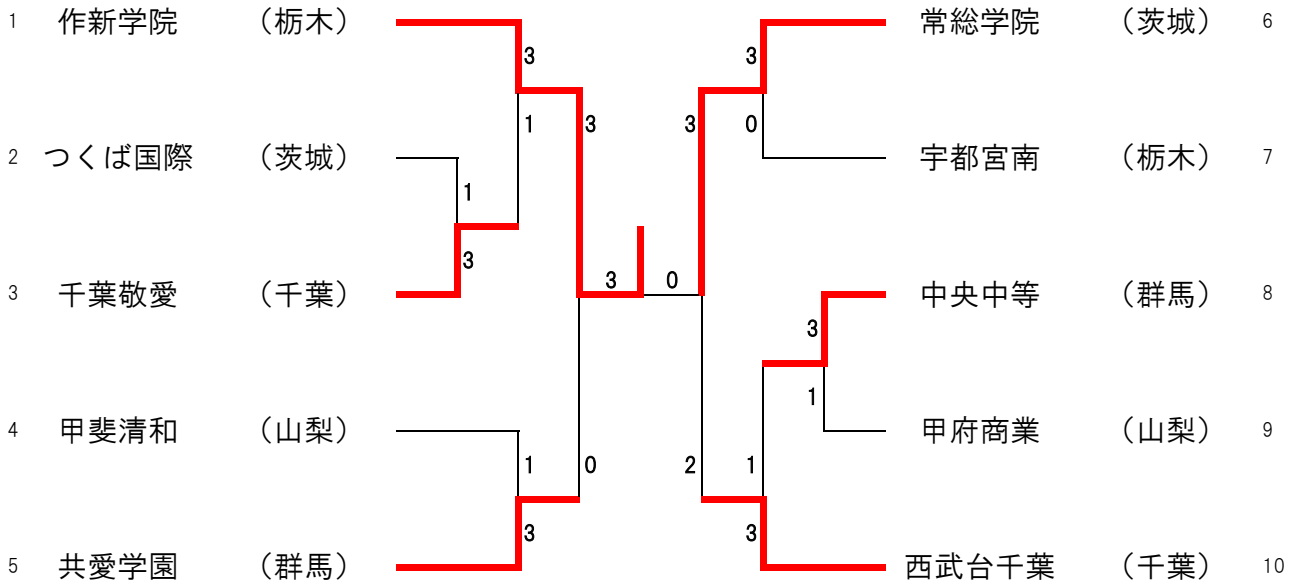 1 作新学院 （栃木） 常総学院 （茨城） 6
3 3
1 3 3 0
2 つくば国際 （茨城） 宇都宮南 （栃木） 7
1
3
3 0
3 千葉敬愛 （千葉） 中央中等 （群馬） 8
3
1
4 甲斐清和 （山梨） 甲府商業 （山梨） 9
1 0 2 1
3 3
5 共愛学園 （群馬） 西武台千葉 （千葉） 10